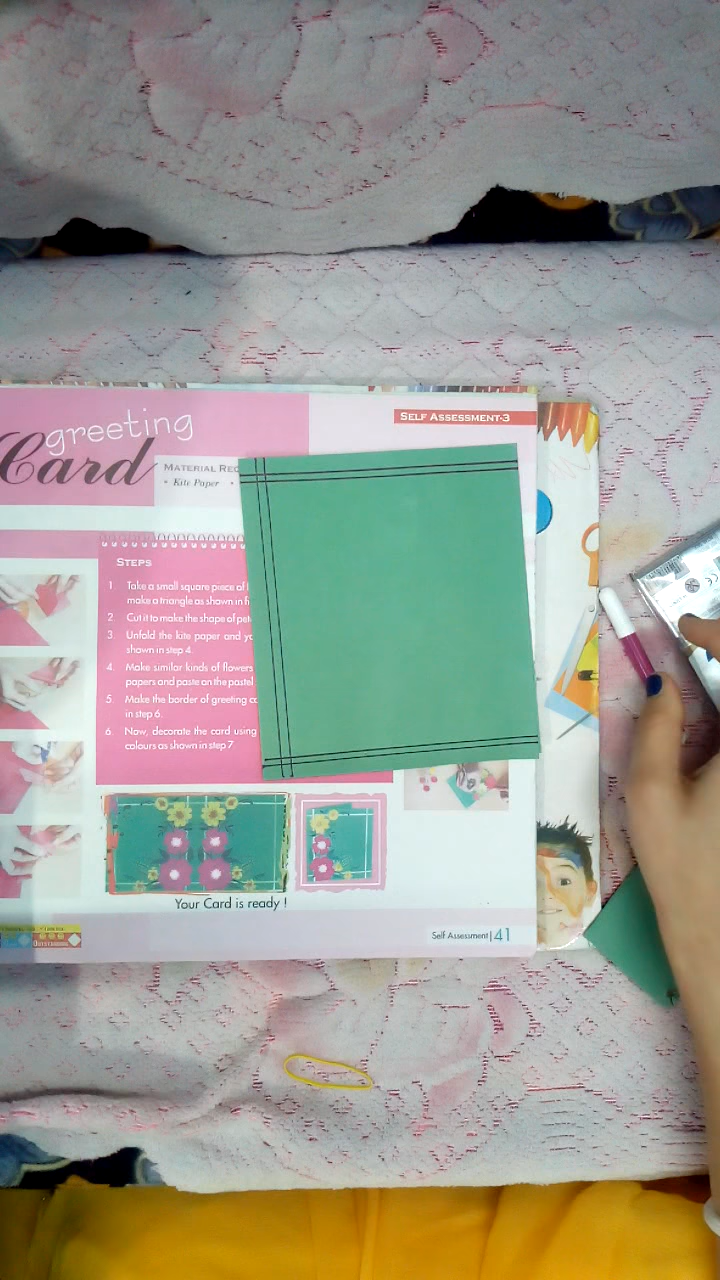 greeting
Card
SELF ASSESSMENT-3
MATERIAL REQ
• Kite Paper •
STEPS
1. Take a small square piece of
make a triangle as shown in
2. Cut it to make the shape of
3. Unfold the kite paper and
shown in step 4.
4. Make similar kinds of flowers
papers and paste on the pastel
5. Make the border of greeting
in step 6.
6. Now, decorate the card using
colours as shown in step 7
Your Card is ready !
OUTSTANDING
Self Assessment | 41